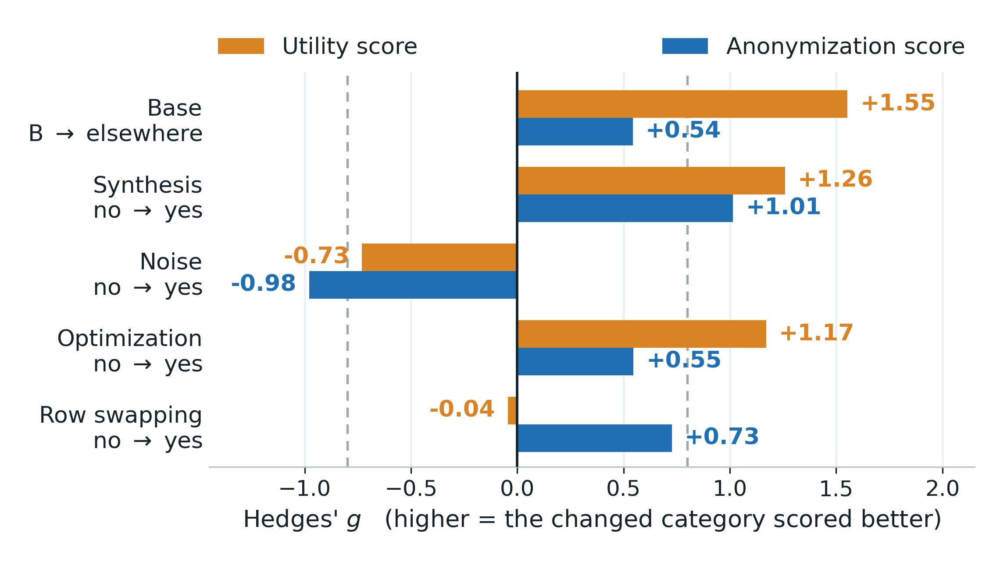 Utility score
Anonymization score
Base
B → elsewhere
+1.55
+0.54
Synthesis
no → yes
+1.26
+1.01
Noise
no → yes
-0.73
-0.98
Optimization
no → yes
+1.17
+0.55
Row swapping
no → yes
-0.04
+0.73
−1.0 −0.5 0.0 0.5 1.0 1.5 2.0
Hedges' g (higher = the changed category scored better)